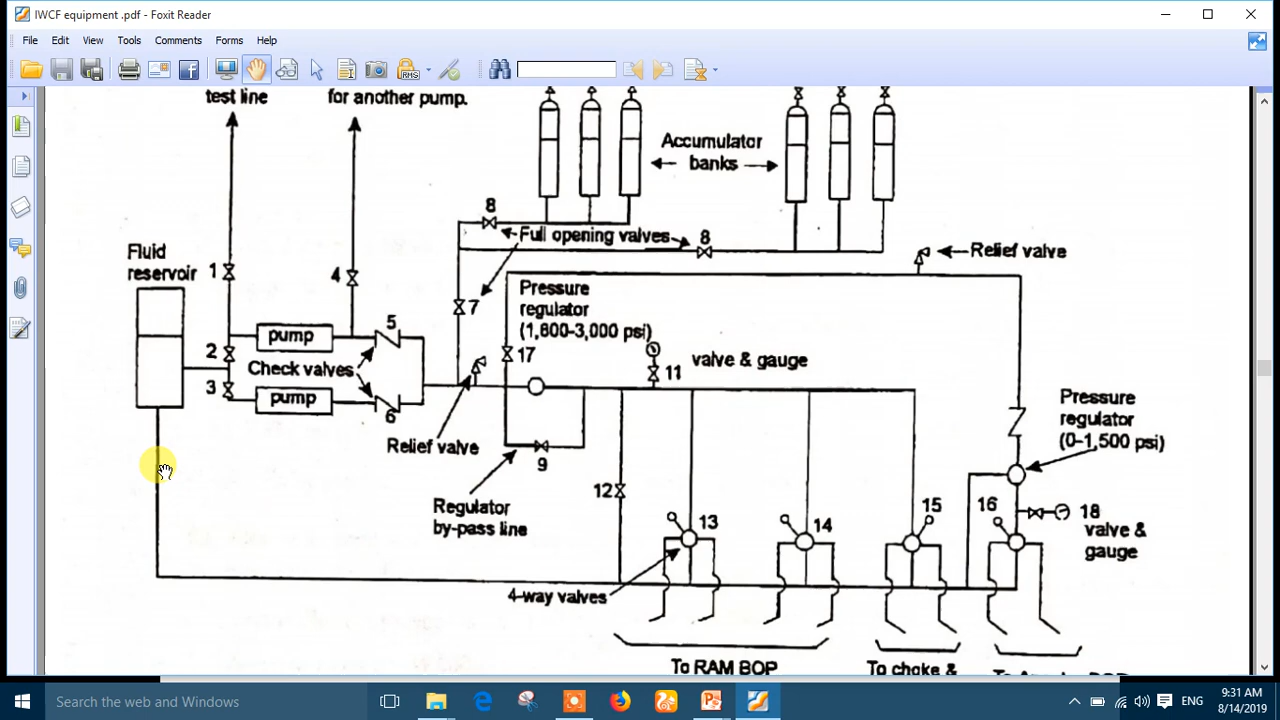 IWCF equipment .pdf - Foxit Reader
File Edit View Tools Comments Forms Help
test line
for another pump.
Accumulator
banks
8
Full opening valves
8
Relief valve
Fluid
reservoir
1
4
Pressure
regulator
(1,800-3,000 psi)
7
5
pump
2
17
Check valves
valve & gauge
11
3
pump
6
Pressure
regulator
(0-1,500 psi)
Relief valve
9
12
Regulator
by-pass line
13
14
15
16
18
valve &
gauge
4-way valves
To RAM BOP
To choke &
Search the web and Windows
ENG
9:31 AM
8/14/2019